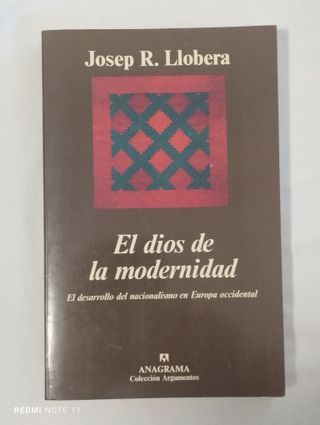 Josep R. Llobera
El dios de
la modernidad
El desarrollo del nacionalismo en Europa occidental
ANAGRAMA
Colección Argumentos
REDMI NOTE 11